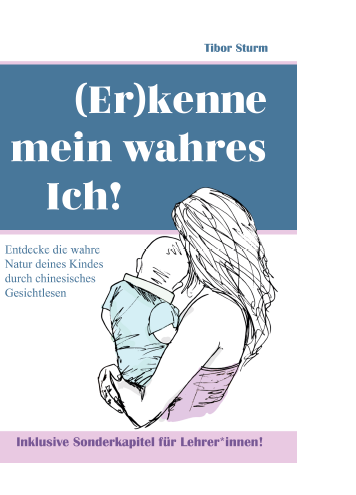 Tibor Sturm
(Er)kenne
mein wahres
Ich!
Entdecke die wahre
Natur deines Kindes
durch chinesisches
Gesichtlesen
Inklusive Sonderkapitel für Lehrer*innen!